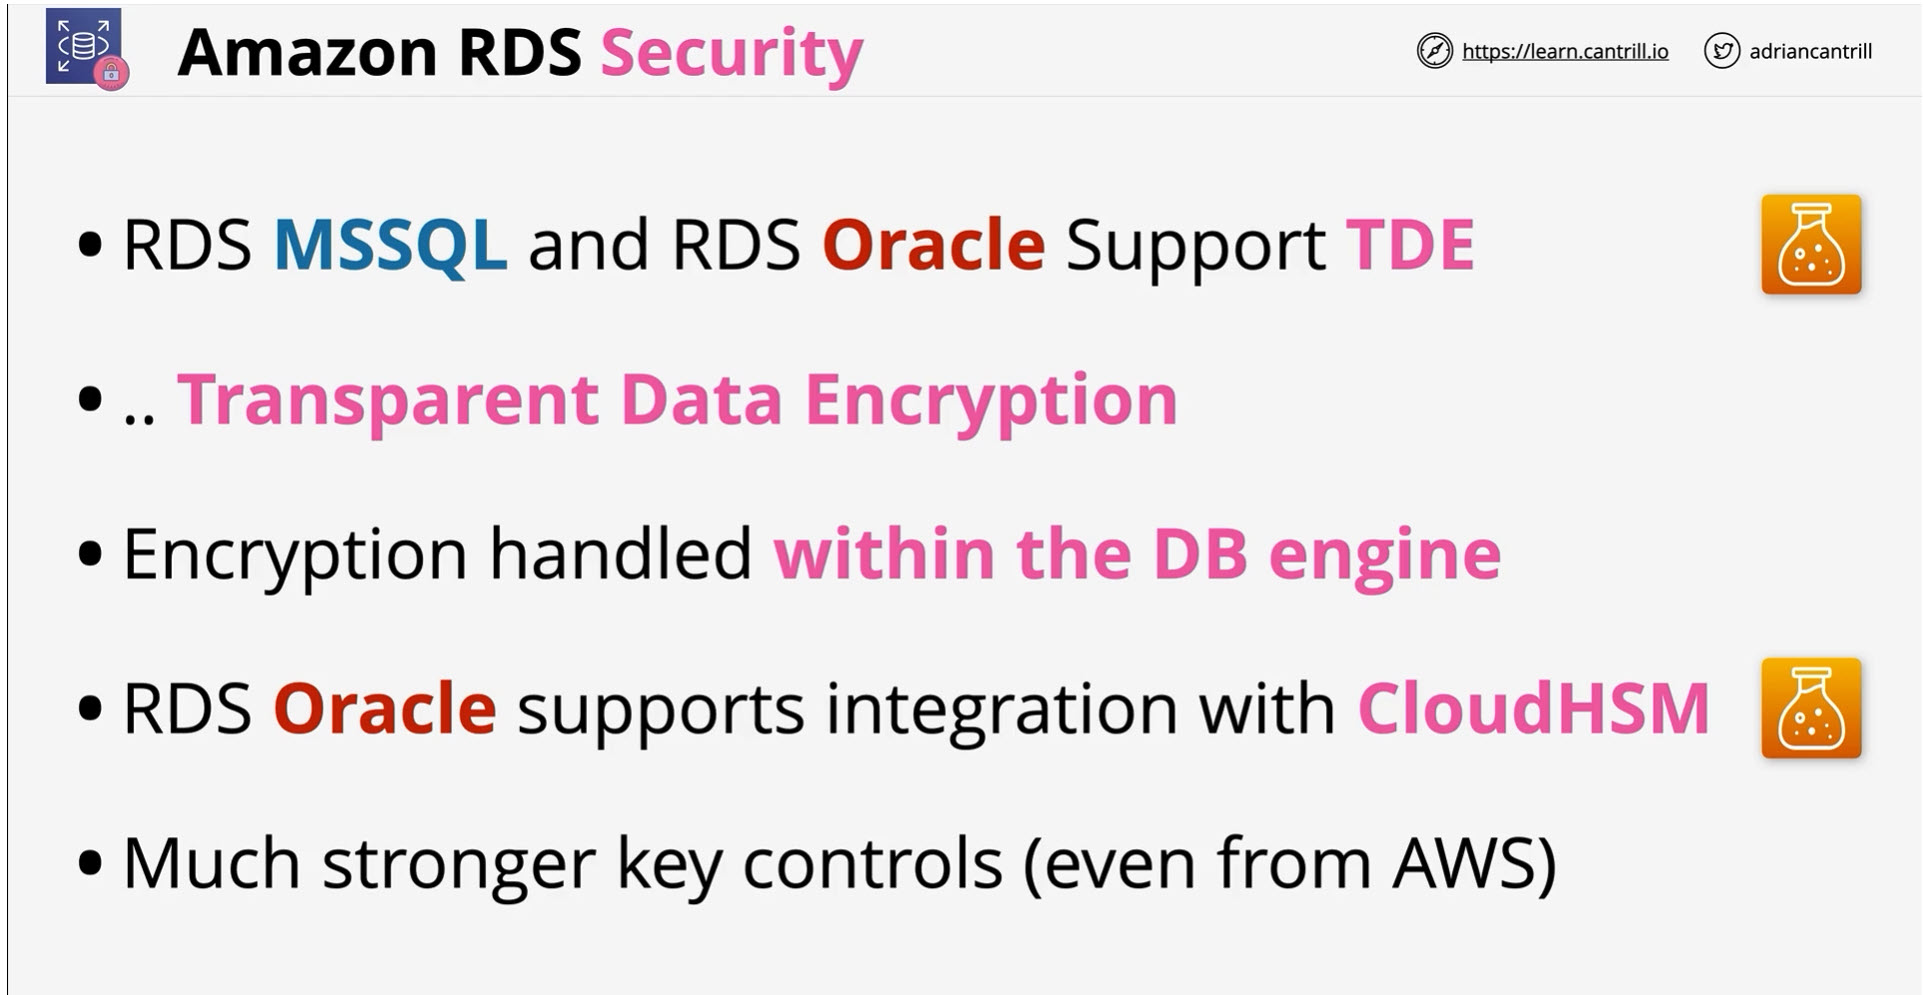 Amazon RDS Security
https://learn.cantrill.io
adriancantrill
• RDS MSSQL and RDS Oracle Support TDE
• .. Transparent Data Encryption
• Encryption handled within the DB engine
• RDS Oracle supports integration with CloudHSM
• Much stronger key controls (even from AWS)